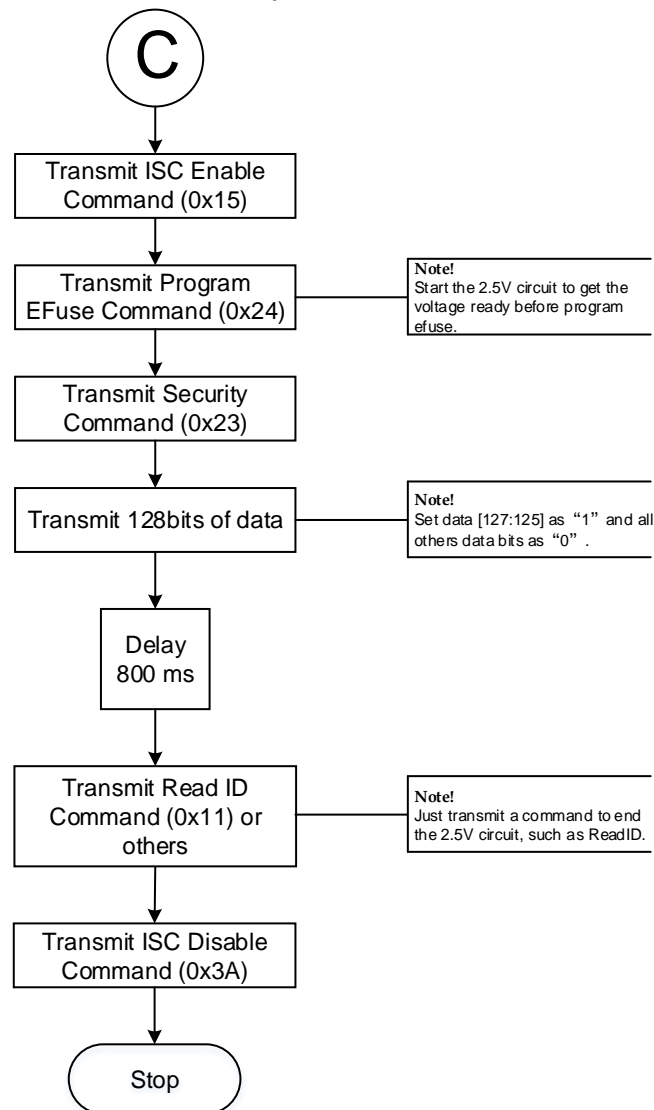 C
Transmit ISC Enable
Command (0x15)
Transmit Program
EFuse Command (0x24)
Note!
Start the 2.5V circuit to get the
voltage ready before program
efuse.
Transmit Security
Command (0x23)
Transmit 128bits of data
Note!
Set data [127:125] as “1” and all
others data bits as “0” .
Delay
800 ms
Transmit Read ID
Command (0x11) or
others
Note!
Just transmit a command to end
the 2.5V circuit, such as ReadID.
Transmit ISC Disable
Command (0x3A)
Stop